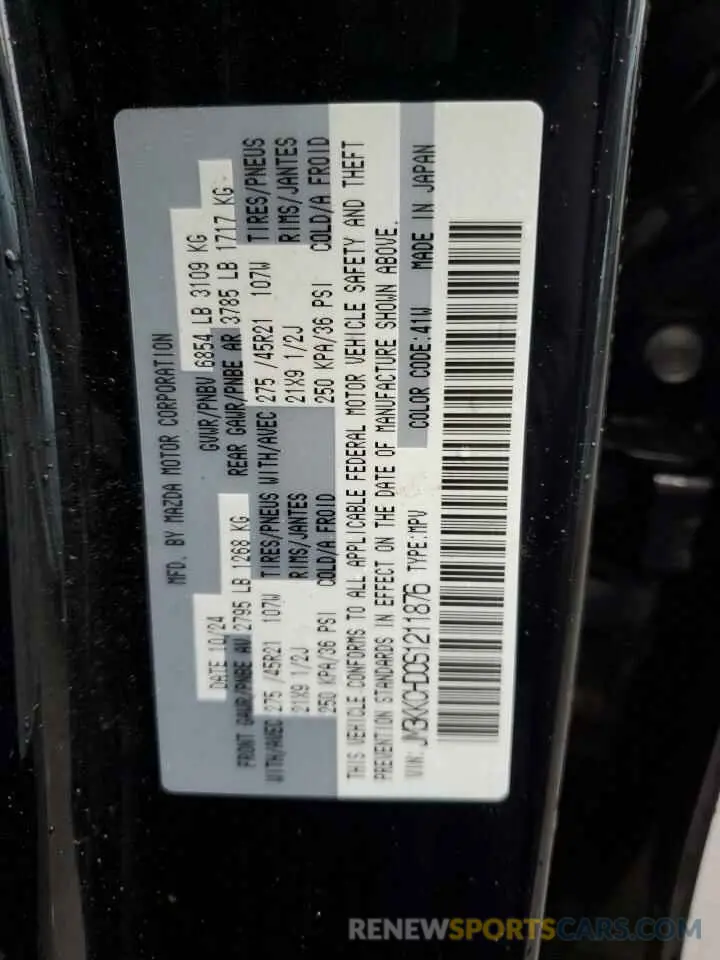 MFD. BY MAZDA MOTOR CORPORATION
DATE 10/24 GVWR/PNBV 6854 LB 3109 KG
FRONT GAWR/PNBE AV 2795 LB 1268 KG REAR GAWR/PNBE AR 3785 LB 1717 KG
WITH/AVEC 275 /45R21 107W TIRES/PNEUS WITH/AVEC 275 /45R21 107W TIRES/PNEUS
21X9 1/2J RIMS/JANTES 21X9 1/2J RIMS/JANTES
250 KPA/36 PSI COLD/A FROID 250 KPA/36 PSI COLD/A FROID
THIS VEHICLE CONFORMS TO ALL APPLICABLE FEDERAL MOTOR VEHICLE SAFETY AND THEFT
PREVENTION STANDARDS IN EFFECT ON THE DATE OF MANUFACTURE SHOWN ABOVE.
VIN: JM3KKCHD0S1211876 TYPE:MPV COLOR CODE:41W MADE IN JAPAN
RENEWSPORTSCARS.COM